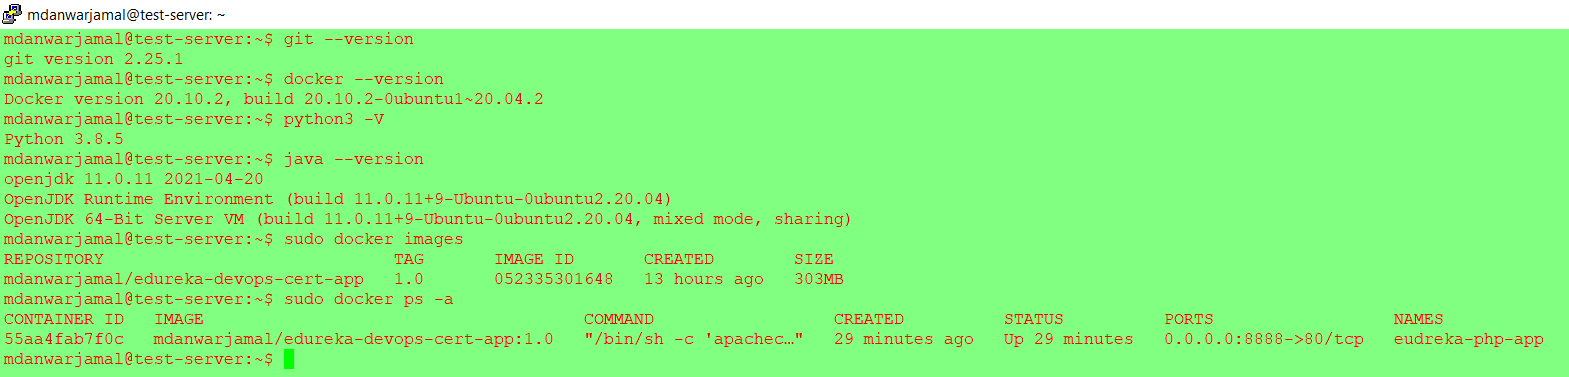 mdanwarjamal@test-server: ~
mdanwarjamal@test-server:~$ git --version
git version 2.25.1
mdanwarjamal@test-server:~$ docker --version
Docker version 20.10.2, build 20.10.2-0ubuntu1~20.04.2
mdanwarjamal@test-server:~$ python3 -V
Python 3.8.5
mdanwarjamal@test-server:~$ java --version
openjdk 11.0.11 2021-04-20
OpenJDK Runtime Environment (build 11.0.11+9-Ubuntu-0ubuntu2.20.04)
OpenJDK 64-Bit Server VM (build 11.0.11+9-Ubuntu-0ubuntu2.20.04, mixed mode, sharing)
mdanwarjamal@test-server:~$ sudo docker images
REPOSITORY                             TAG       IMAGE ID       CREATED        SIZE
mdanwarjamal/edureka-devops-cert-app   1.0       052335301648   13 hours ago   303MB
mdanwarjamal@test-server:~$ sudo docker ps -a
CONTAINER ID   IMAGE                                      COMMAND                  CREATED          STATUS          PORTS                  NAMES
55aa4fab7f0c   mdanwarjamal/edureka-devops-cert-app:1.0   "/bin/sh -c 'apachec…"   29 minutes ago   Up 29 minutes   0.0.0.0:8888->80/tcp   eudreka-php-app
mdanwarjamal@test-server:~$